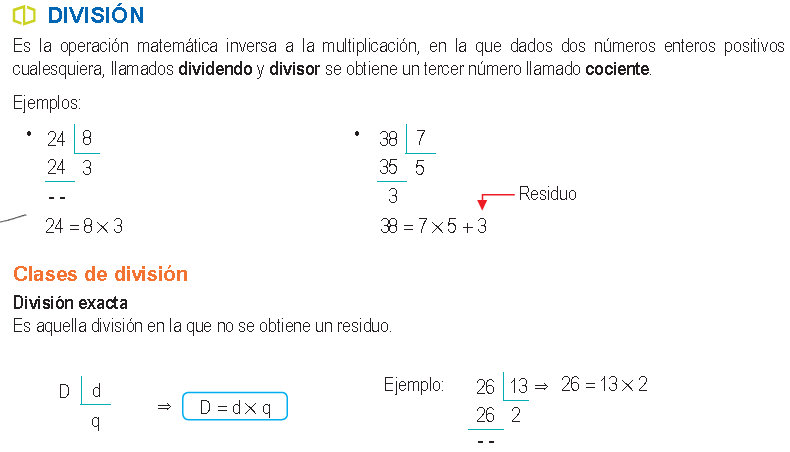 DIVISIÓN
Es la operación matemática inversa a la multiplicación, en la que dados dos números enteros positivos
cualesquiera, llamados dividendo y divisor se obtiene un tercer número llamado cociente.
Ejemplos:
• 24 8
24 3
- -
24 = 8 × 3
• 38 7
35 5
3
Residuo
38 = 7 × 5 + 3
Clases de división
División exacta
Es aquella división en la que no se obtiene un residuo.
D d
q
⇒ D = d × q
Ejemplo: 26 13 ⇒ 26 = 13 × 2
26 2
- -